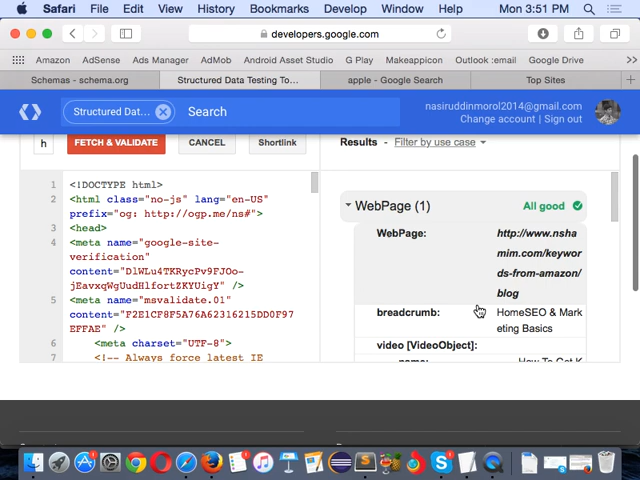 Safari File Edit View History Bookmarks Develop Window Help Mon 3:51 PM
developers.google.com
Amazon AdSense AdMob Android Asset Studio G Play Makeappicon Outlook :email Google Drive
Schemas - schema.org Structured Data Testing To... apple - Google Search Top Sites
Structured Dat... Search
nasiruddinmorol2014@gmail.com
Change account | Sign out
h FETCH & VALIDATE CANCEL Shortlink
Results Filter by use case
1 <!DOCTYPE html>
2 <html class="no-js" lang="en-US"
prefix="og: http://ogp.me/ns#">
3 <head>
4 <meta name="google-site-
verification"
content="DlWLu4TKRycPv9FJOo-
jEavxqWgUudHlfortZKYUigY"
5 <meta name="msvalidate.01"
content="F2E1CF8F5A76A62316215DD0F97
EFFAE" />
6 <meta charset="UTF-8">
7 <!-- Always force latest IE
WebPage (1) All good
WebPage: http://www.nsha
mim.com/keywor
ds-from-amazon/
blog
breadcrumb: HomeSEO & Mark
eting Basics
video [VideoObject]:
name: How To Get K